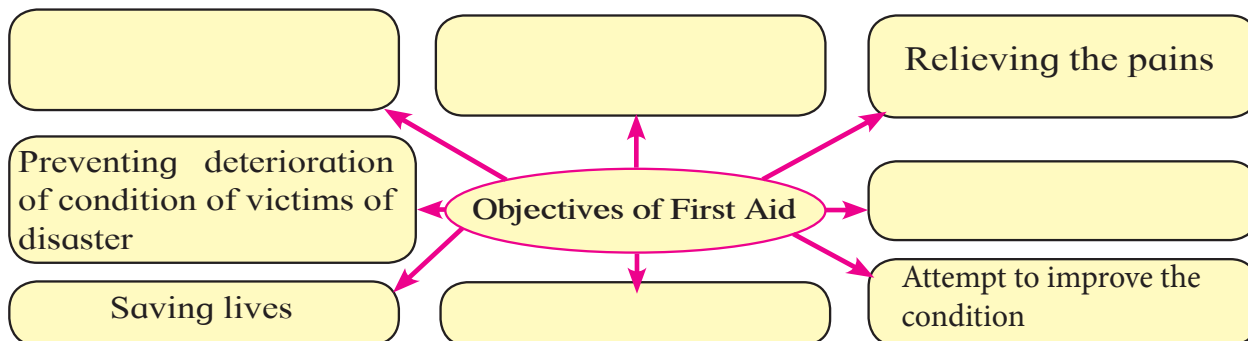 Relieving the pains
Preventing deterioration
of condition of victims of
disaster
Objectives of First Aid
Saving lives
Attempt to improve the
condition